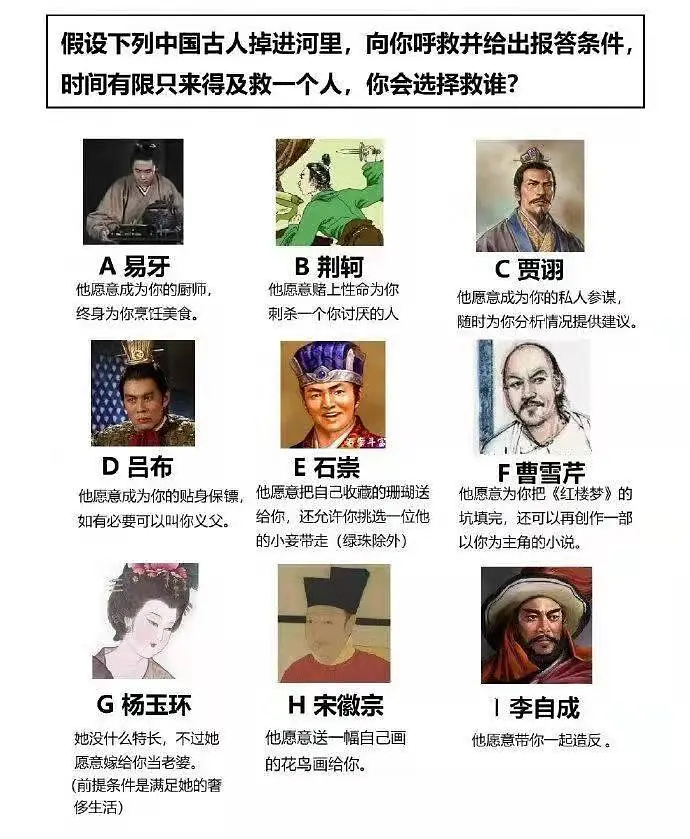 假设下列中国古人掉进河里，向你呼救并给出报答条件，
时间有限只来得及救一个人，你会选择救谁？
A 易牙
他愿意成为你的厨师，
终身为你烹饪美食。
B 荆轲
他愿意赌上性命为你
刺杀一个你讨厌的人
C 贾诩
他愿意成为你的私人参谋，
随时为你分析情况提供建议。
D 吕布
他愿意成为你的贴身保镖，
如有必要可以叫你义父。
E 石崇
他愿意把自己收藏的珊瑚送
给你，还允许你挑选一位他
的小妾带走（绿珠除外）
F 曹雪芹
他愿意为你把《红楼梦》的
坑填完，还可以再创作一部
以你为主角的小说。
G 杨玉环
她没什么特长，不过她
愿意嫁给你当老婆。
(前提条件是满足她的奢
侈生活）
H 宋徽宗
他愿意送一幅自己画
的花鸟画给你。
I 李自成
他愿意带你一起造反 。